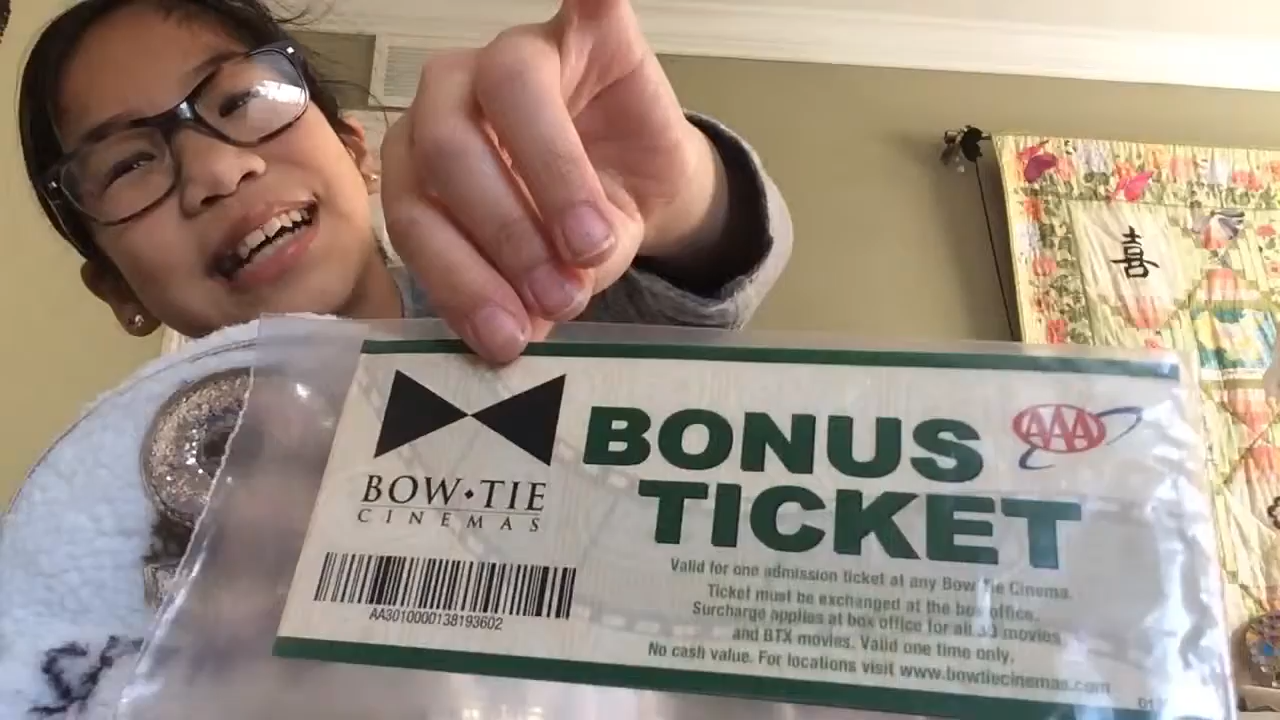 喜
BOW • TIE
CINEMAS
AA3010000138193602
BONUS
TICKET
AAA
Valid for one admission ticket at any Bow Tie Cinema.
Ticket must be exchanged at the box office.
Surcharge applies at box office for all 3D movies
and BTX movies. Valid one time only.
No cash value. For locations visit www.bowtiecinemas.com